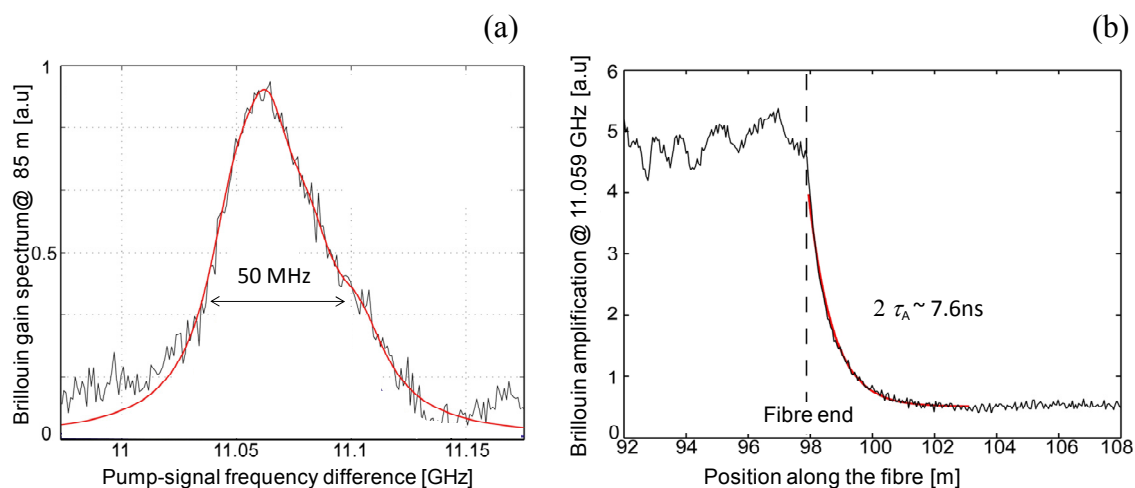 (a)
Brillouin gain spectrum@ 85 m [a.u]
1
0.5
0
50 MHz
11
11.05
11.1
11.15
Pump-signal frequency difference [GHz]
(b)
Brillouin amplification @ 11.059 GHz [a.u]
6
5
4
3
2
1
0
2 τA ~ 7.6ns
Fibre end
92
94
96
98
100
102
104
106
108
Position along the fibre [m]